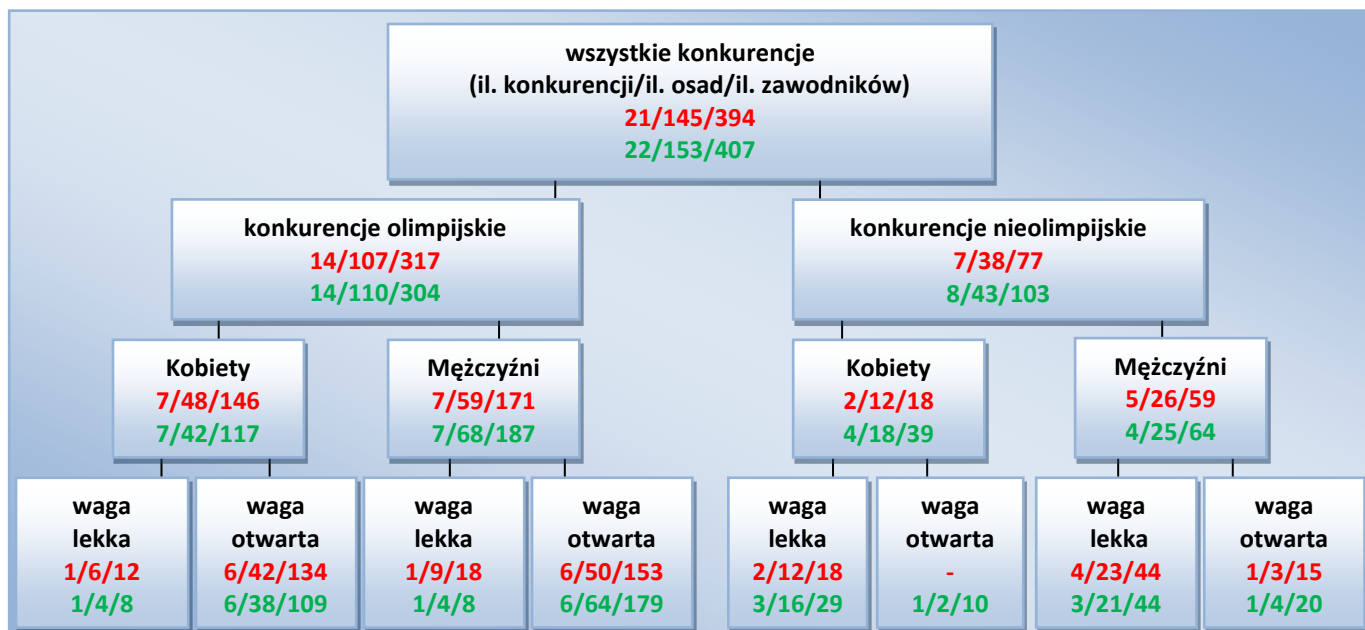 wszystkie konkurencje
(il. konkurencji/il. osad/il. zawodników)
21/145/394
22/153/407
konkurencje olimpijskie
14/107/317
14/110/304
konkurencje nieolimpijskie
7/38/77
8/43/103
Kobiety
7/48/146
7/42/117
Mężczyźni
7/59/171
7/68/187
Kobiety
2/12/18
4/18/39
Mężczyźni
5/26/59
4/25/64
waga
lekka
1/6/12
1/4/8
waga
otwarta
6/42/134
6/38/109
waga
lekka
1/9/18
1/4/8
waga
otwarta
6/50/153
6/64/179
waga
lekka
2/12/18
3/16/29
waga
otwarta
-
1/2/10
waga
lekka
4/23/44
3/21/44
waga
otwarta
1/3/15
1/4/20